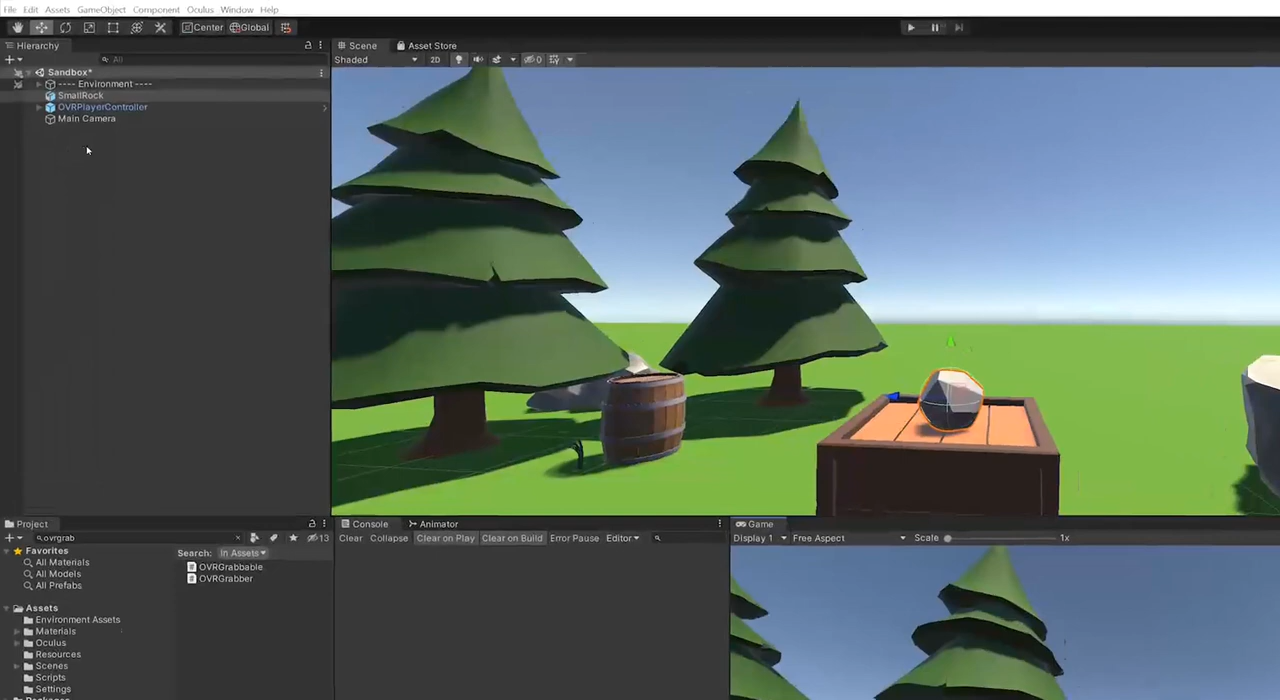 File Edit Assets GameObject Component Oculus Window Help
Center Global
Hierarchy
All
Sandbox*
---- Environment ----
SmallRock
OVRPlayerController
Main Camera
Scene Asset Store
Shaded 2D 0
Project
ovrgrab 13
Favorites
All Materials
All Models
All Prefabs
Assets
Environment Assets
Materials
Oculus
Resources
Scenes
Scripts
Settings
Search: In Assets
OVRGrabbable
OVRGrabber
Console Animator
Clear Collapse Clear on Play Clear on Build Error Pause Editor
Game
Display 1 Free Aspect Scale 1x